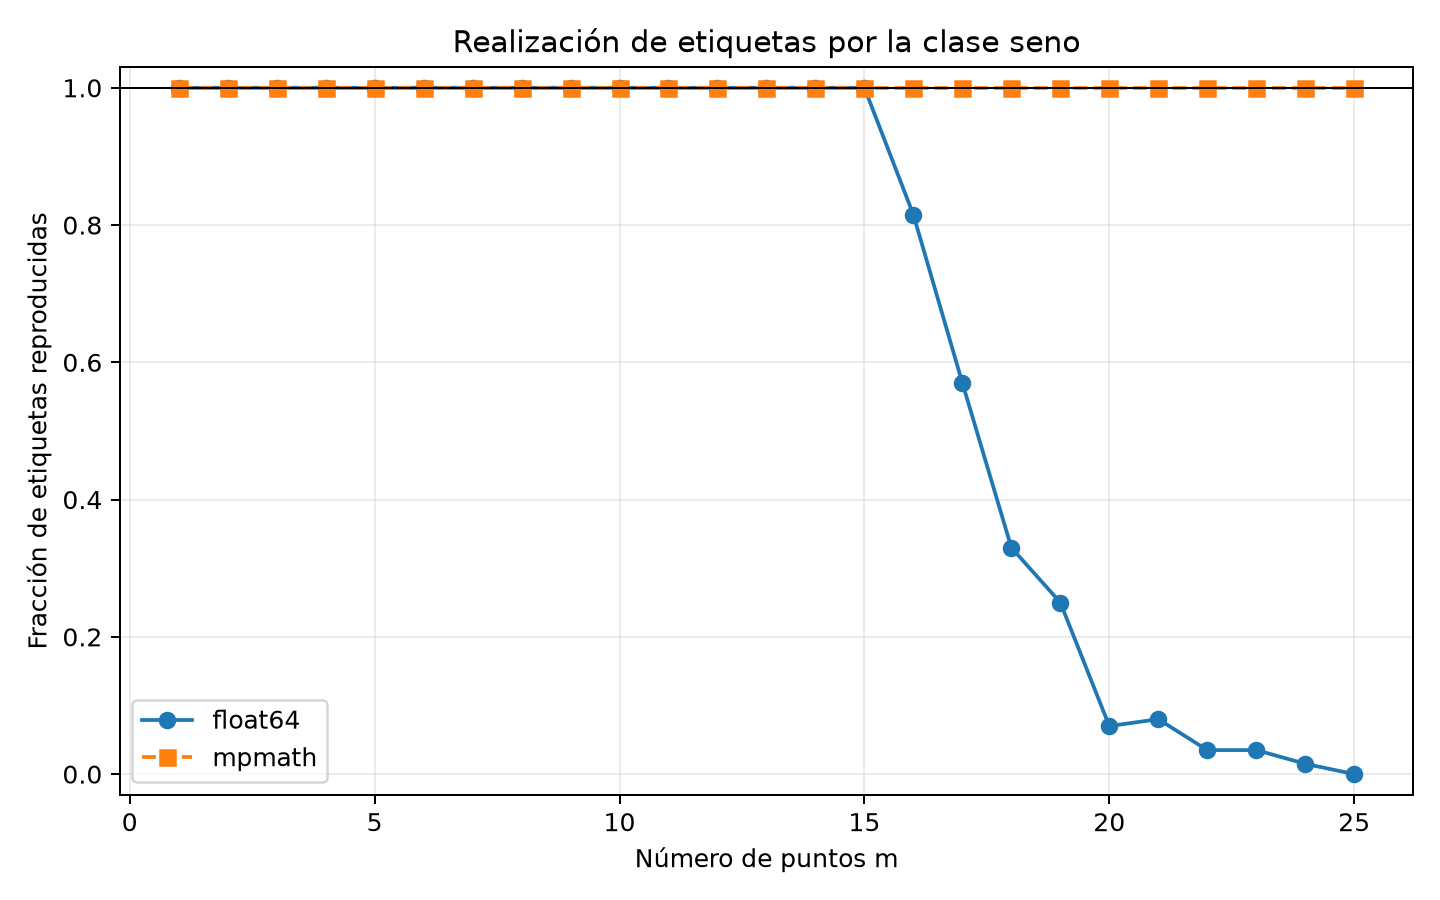 Realización de etiquetas por la clase seno
Fracción de etiquetas reproducidas
1.0
0.8
0.6
0.4
0.2
0.0
float64
mpmath
0 5 10 15 20 25
Número de puntos m